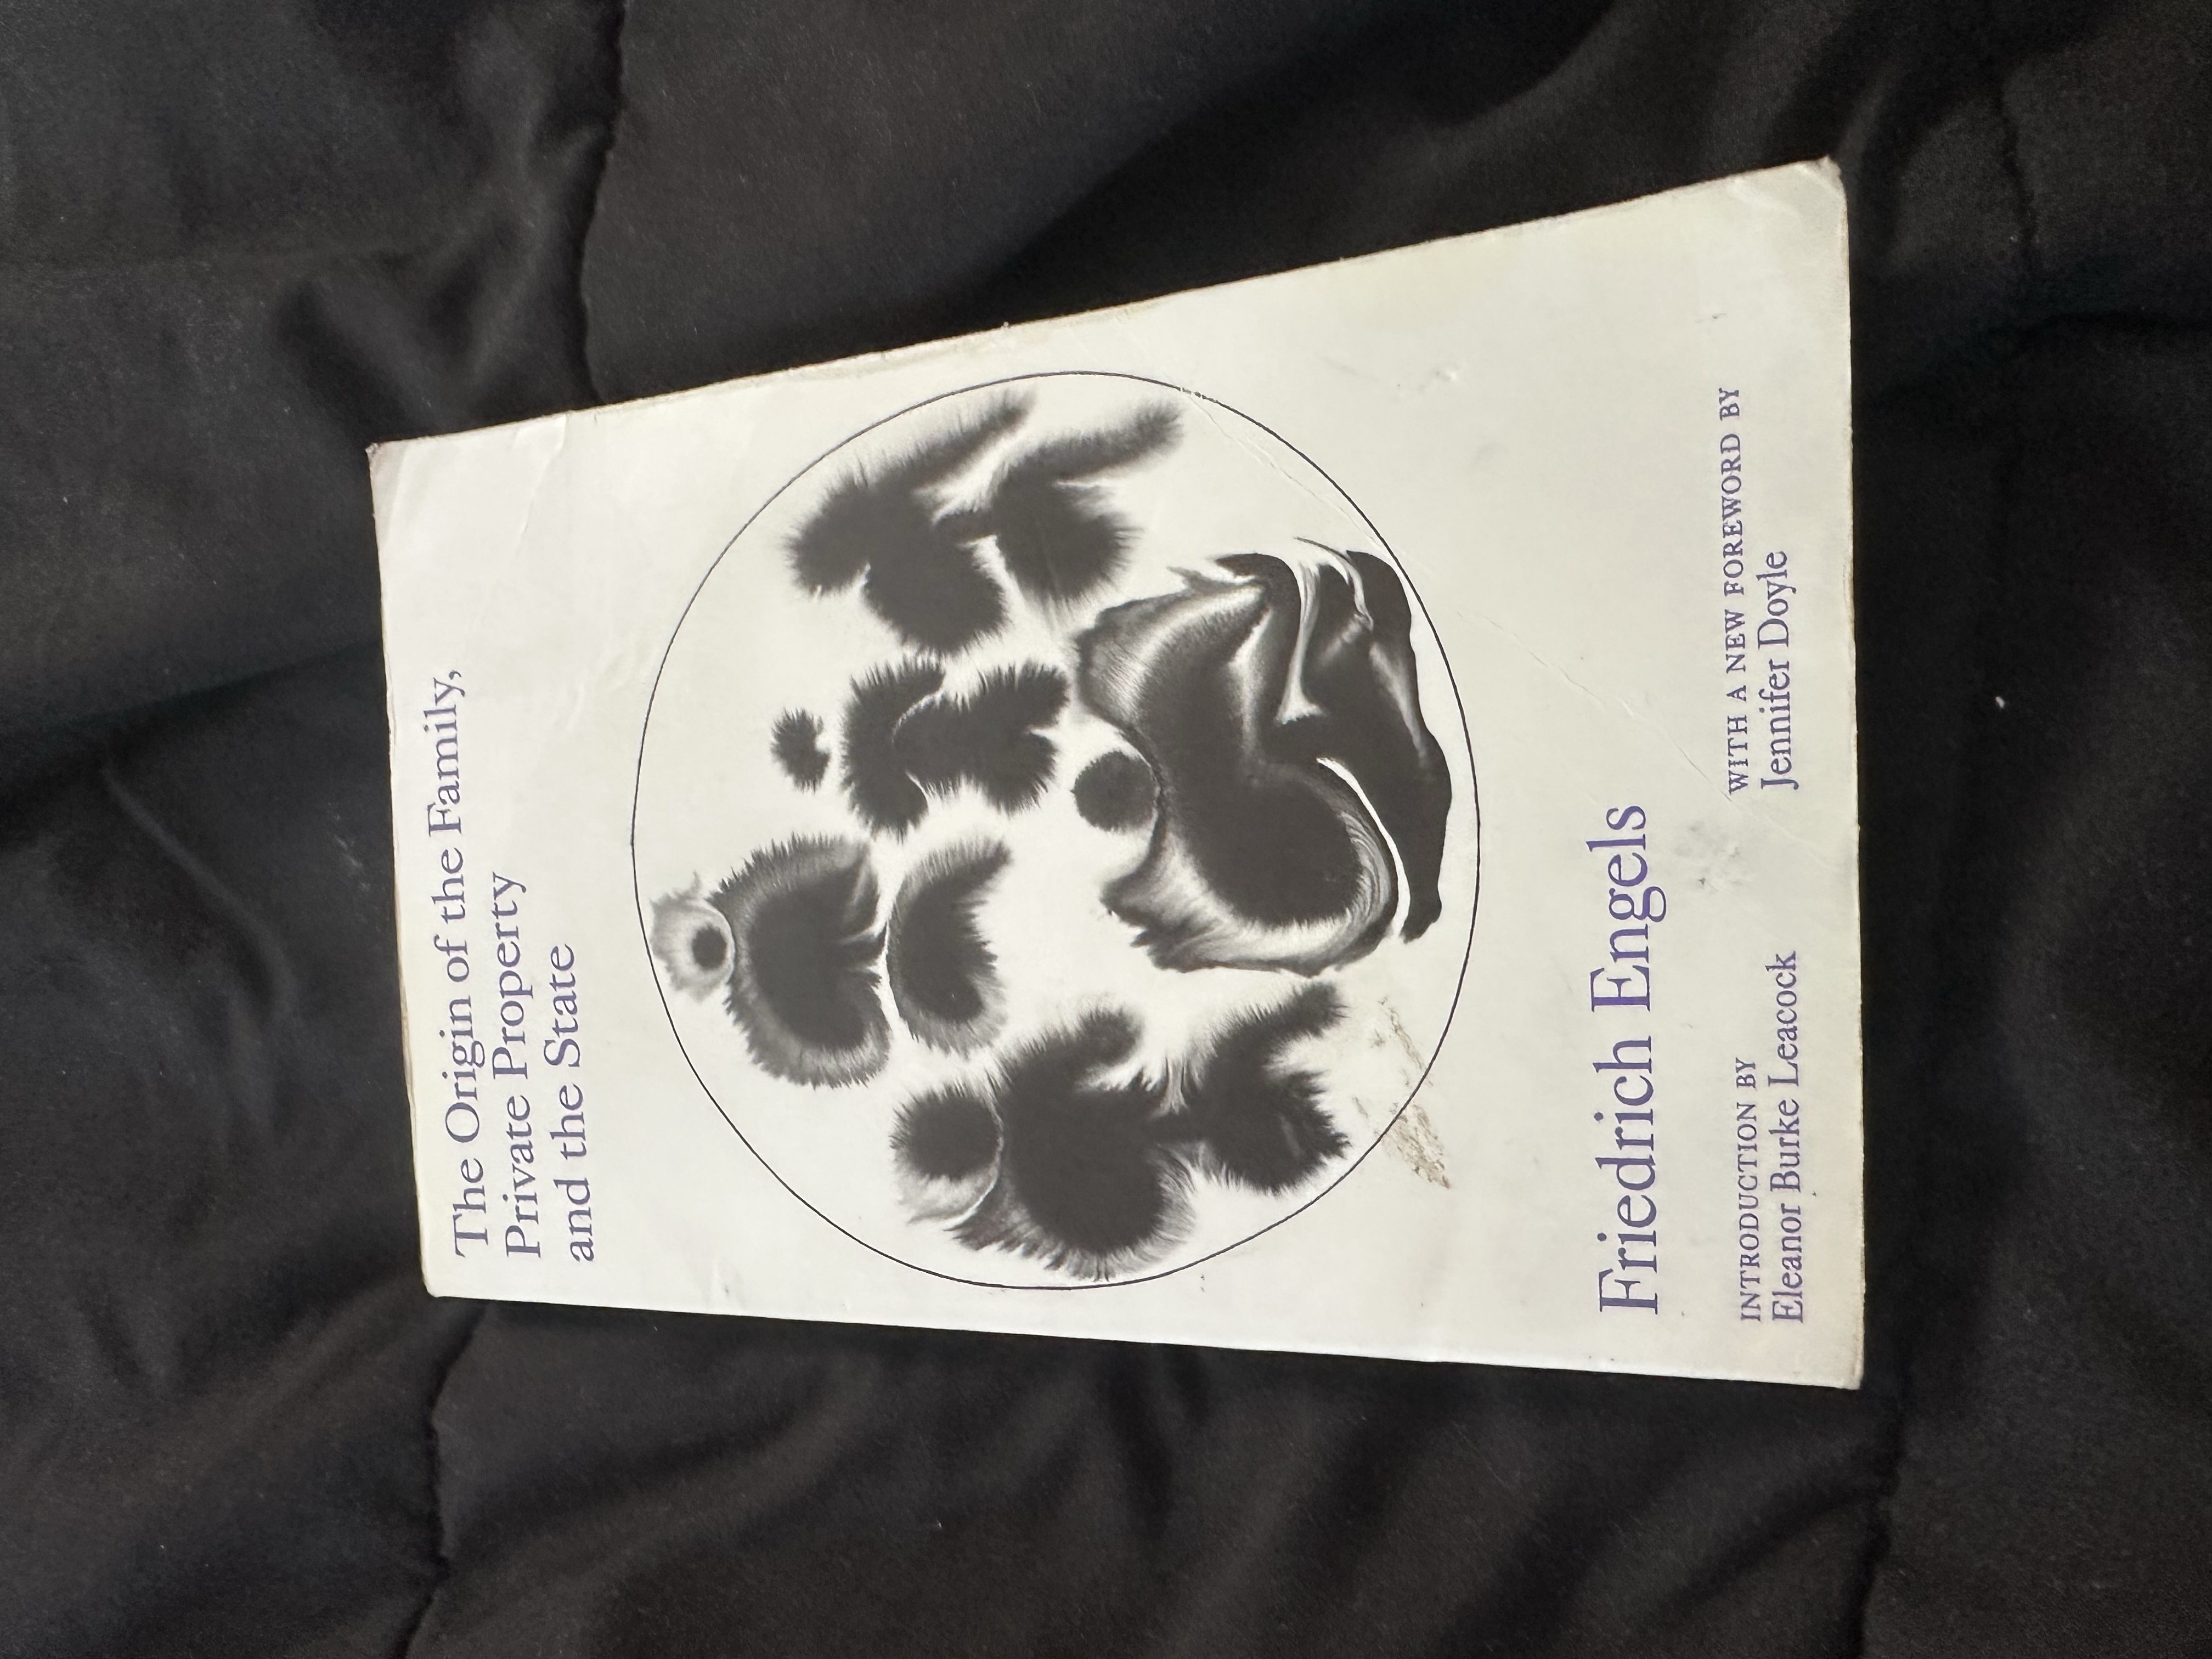 The Origin of the Family,
Private Property
and the State
Friedrich Engels
INTRODUCTION BY
Eleanor Burke Leacock
WITH A NEW FOREWORD BY
Jennifer Doyle